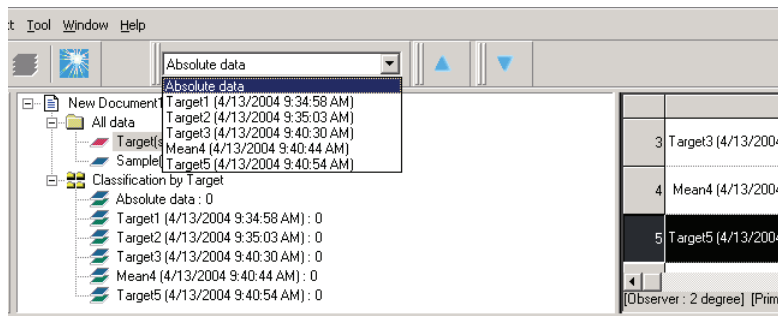 t Tool Window Help
Absolute data
Absolute data
Target1 (4/13/2004 9:34:58 AM)
Target2 (4/13/2004 9:35:03 AM)
Target3 (4/13/2004 9:40:30 AM)
Mean4 (4/13/2004 9:40:44 AM)
Target5 (4/13/2004 9:40:54 AM)
New Document1
All data
Target(s
Sample(
Classification by Target
Absolute data : 0
Target1 (4/13/2004 9:34:58 AM) : 0
Target2 (4/13/2004 9:35:03 AM) : 0
Target3 (4/13/2004 9:40:30 AM) : 0
Mean4 (4/13/2004 9:40:44 AM) : 0
Target5 (4/13/2004 9:40:54 AM) : 0
3 Target3 (4/13/2004
4 Mean4 (4/13/2004
5 Target5 (4/13/2004
[Observer : 2 degree] [Prim